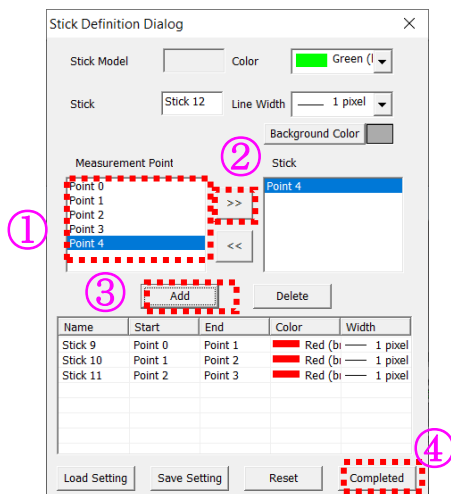 Stick Definition Dialog
Stick Model Color Green (l
Stick Stick 12 Line Width 1 pixel
Background Color
② 
Measurement Point Stick
①
Point 0
Point 1
Point 2
Point 3
Point 4
>>
<<
Point 4
③
Add Delete
Name Start End Color Width
Stick 9 Point 0 Point 1 Red (bı 1 pixel
Stick 10 Point 1 Point 2 Red (bı 1 pixel
Stick 11 Point 2 Point 3 Red (bı 1 pixel
④
Load Setting Save Setting Reset Completed